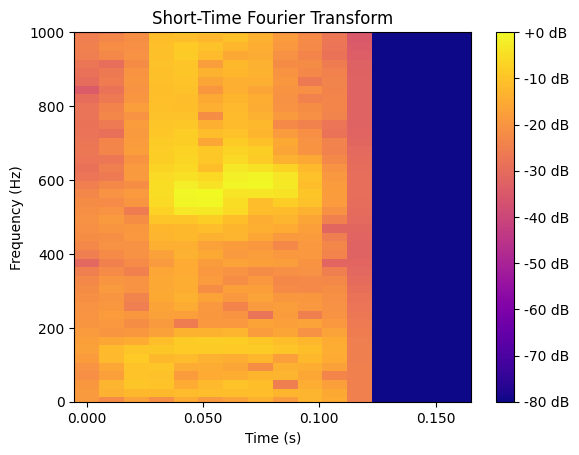 Short-Time Fourier Transform
1000
800
600
400
200
0
Frequency (Hz)
0.000
0.050
0.100
0.150
Time (s)
+0 dB
-10 dB
-20 dB
-30 dB
-40 dB
-50 dB
-60 dB
-70 dB
-80 dB